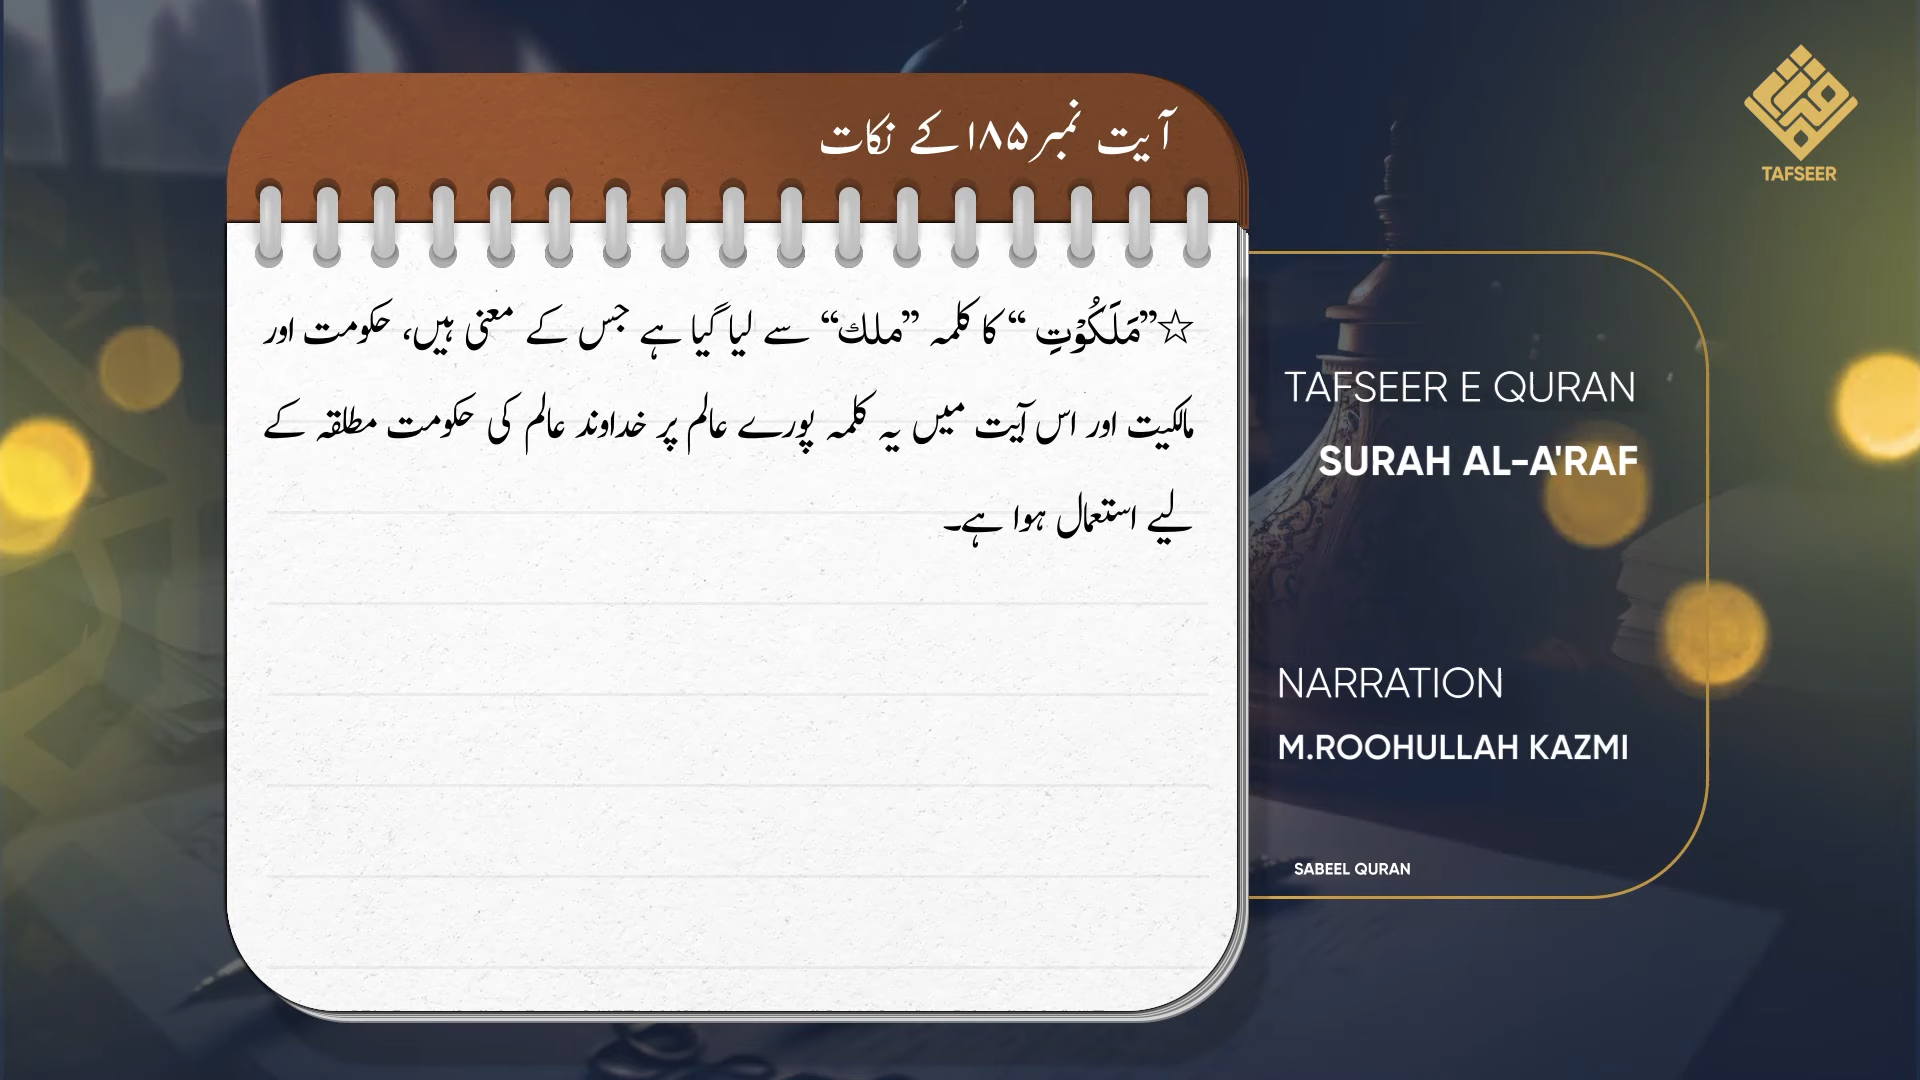 آیت نمبر ۱۸۵ کے نکات
☆”مَلَكُوْتِ “ کا کلمہ ”ملك“ سے لیا گیا ہے جس کے معنی ہیں، حکومت اور
مالکیت اور اس آیت میں یہ کلمہ پورے عالم پر خداوند عالم کی حکومت مطلقہ کے
لیے استعمال ہوا ہے۔
TAFSEER
TAFSEER E QURAN
SURAH AL-A'RAF
NARRATION
M.ROOHULLAH KAZMI
SABEEL QURAN